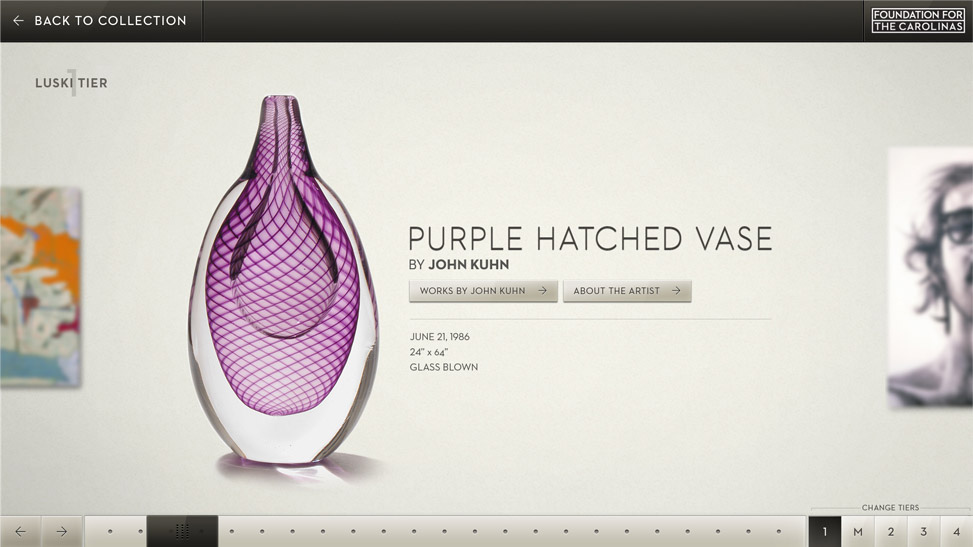 ← BACK TO COLLECTION
FOUNDATION FOR
THE CAROLINAS
LUSKI 1 TIER
PURPLE HATCHED VASE
BY JOHN KUHN
WORKS BY JOHN KUHN →
ABOUT THE ARTIST →
JUNE 21, 1986
24" x 64"
GLASS BLOWN
CHANGE TIERS
← → 1 M 2 3 4